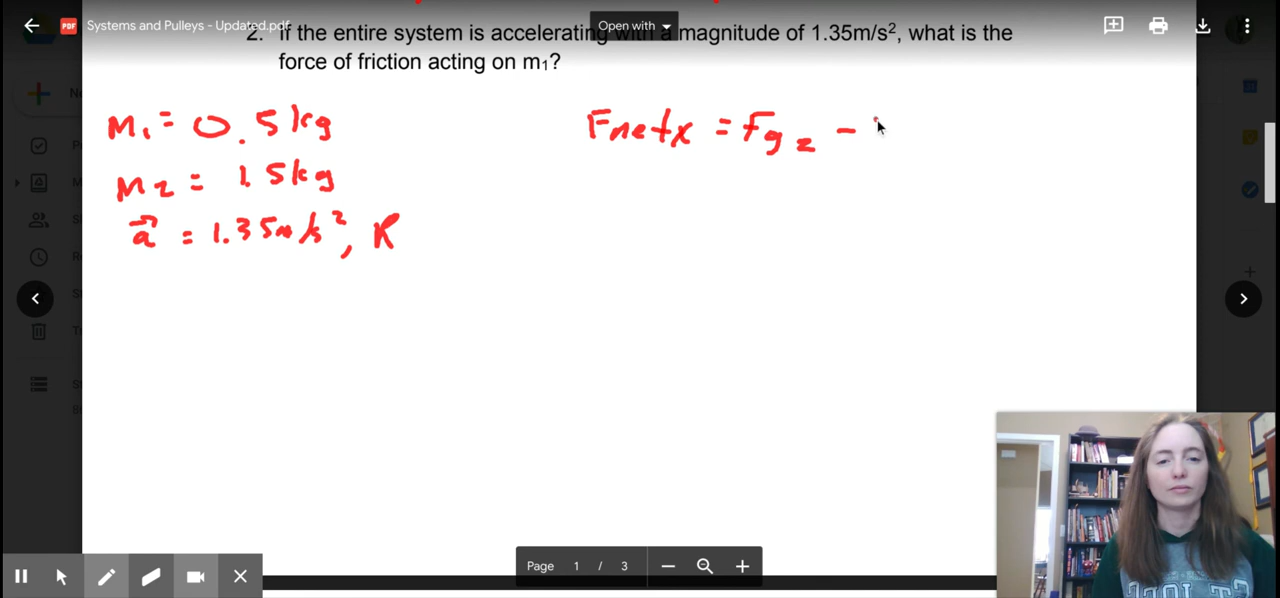 PDF Systems and Pulleys - Updated.pdf
Open with
2. If the entire system is accelerating with a magnitude of 1.35m/s², what is the
force of friction acting on m₁?
m₁ = 0.5kg
m₂ = 1.5kg
a⃗ = 1.35m/s², R
Fnetx = Fg₂ -
Page 1 / 3